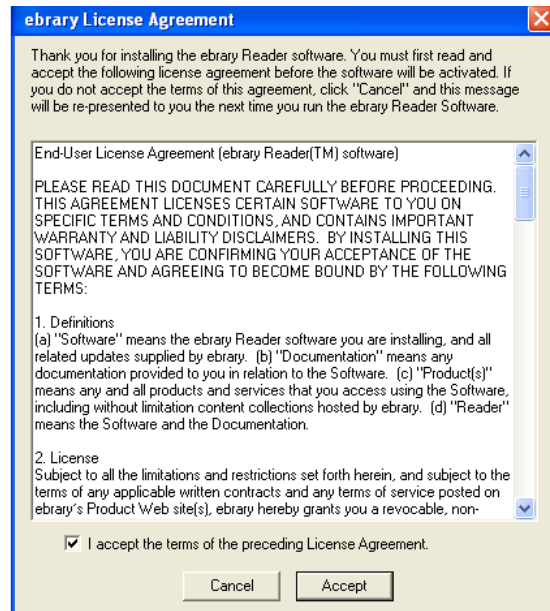 ebrary License Agreement
Thank you for installing the ebrary Reader software. You must first read and
accept the following license agreement before the software will be activated. If
you do not accept the terms of this agreement, click "Cancel" and this message
will be re-presented to you the next time you run the ebrary Reader Software.
End-User License Agreement (ebrary Reader(TM) software)
PLEASE READ THIS DOCUMENT CAREFULLY BEFORE PROCEEDING.
THIS AGREEMENT LICENSES CERTAIN SOFTWARE TO YOU ON
SPECIFIC TERMS AND CONDITIONS, AND CONTAINS IMPORTANT
WARRANTY AND LIABILITY DISCLAIMERS. BY INSTALLING THIS
SOFTWARE, YOU ARE CONFIRMING YOUR ACCEPTANCE OF THE
SOFTWARE AND AGREEING TO BECOME BOUND BY THE FOLLOWING
TERMS:
1. Definitions
(a) "Software" means the ebrary Reader software you are installing, and all
related updates supplied by ebrary. (b) "Documentation" means any
documentation provided to you in relation to the Software. (c) "Product(s)"
means any and all products and services that you access using the Software,
including without limitation content collections hosted by ebrary. (d) "Reader"
means the Software and the Documentation.
2. License
Subject to all the limitations and restrictions set forth herein, and subject to the
terms of any applicable written contracts and any terms of service posted on
ebrary's Product Web site(s), ebrary hereby grants you a revocable, non-
I accept the terms of the preceding License Agreement.
Cancel Accept